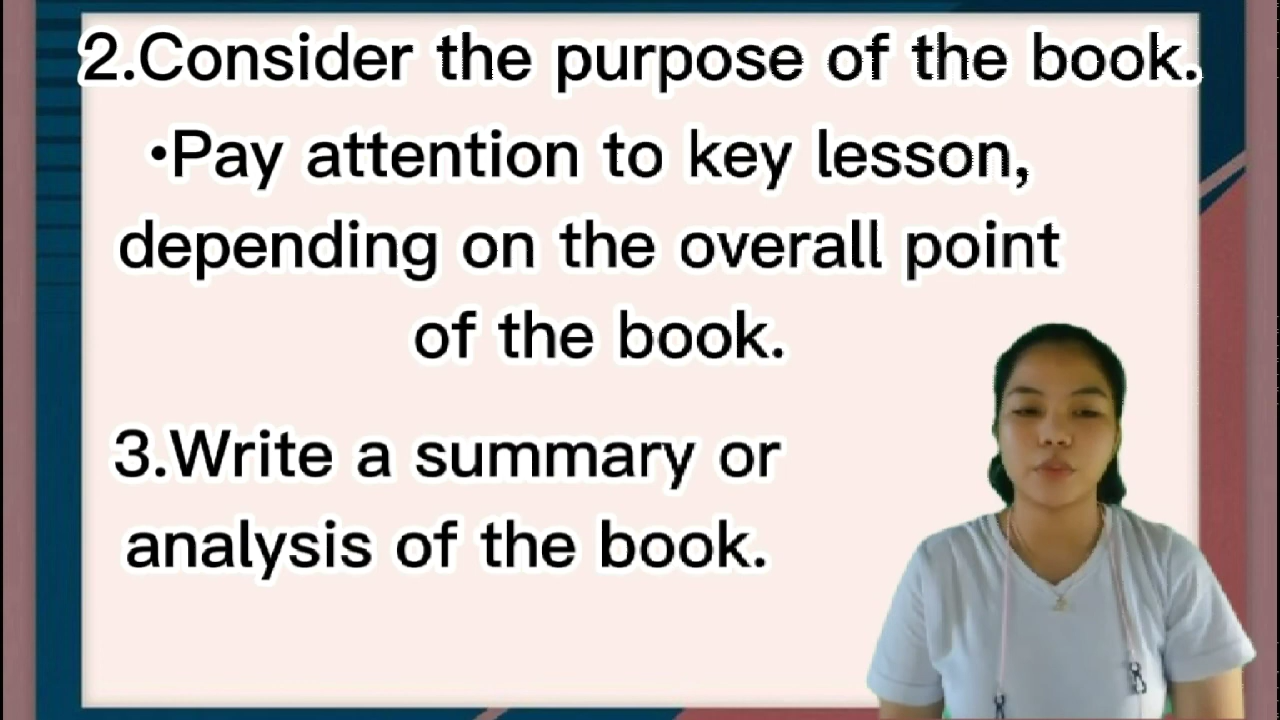 2.Consider the purpose of the book.
•Pay attention to key lesson,
depending on the overall point
of the book.
3.Write a summary or
analysis of the book.